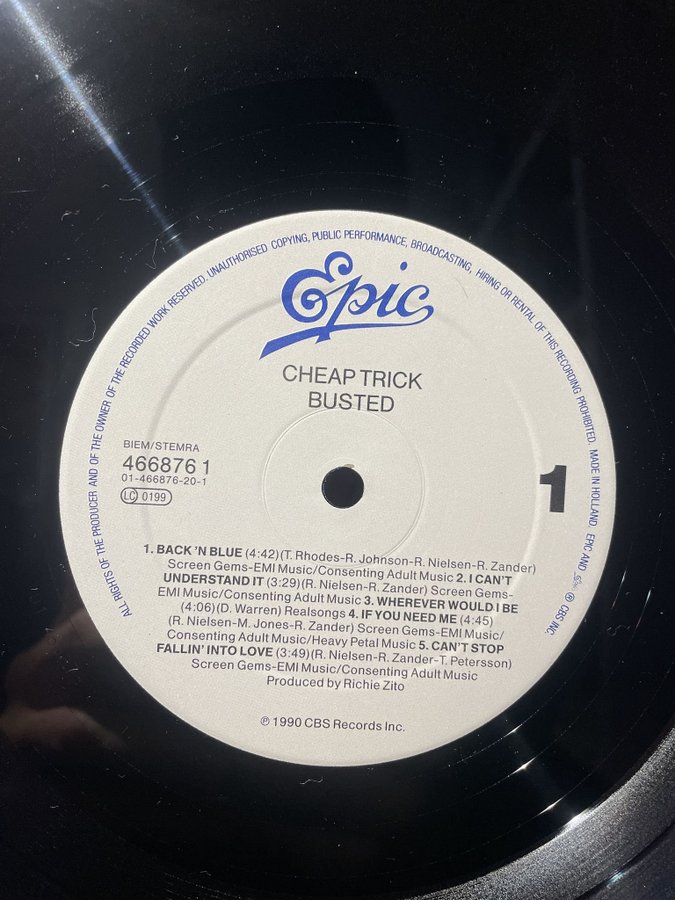 ALL RIGHTS OF THE PRODUCER AND OF THE OWNER OF THE RECORDED WORK RESERVED. UNAUTHORISED COPYING, PUBLIC PERFORMANCE, BROADCASTING, HIRING OR RENTAL OF THIS RECORDING PROHIBITED. MADE IN HOLLAND. EPIC AND ® CBS INC.
Epic
CHEAP TRICK
BUSTED
BIEM/STEMRA
466876 1
01-466876-20-1
LC 0199
1
1. BACK 'N BLUE (4:42)(T. Rhodes-R. Johnson-R. Nielsen-R. Zander)
Screen Gems-EMI Music/Consenting Adult Music 2. I CAN'T
UNDERSTAND IT (3:29)(R. Nielsen-R. Zander) Screen Gems-
EMI Music/Consenting Adult Music 3. WHEREVER WOULD I BE
(4:06)(D. Warren) Realsongs 4. IF YOU NEED ME (4:45)
(R. Nielsen-M. Jones-R. Zander) Screen Gems-EMI Music/
Consenting Adult Music/Heavy Petal Music 5. CAN'T STOP
FALLIN' INTO LOVE (3:49)(R. Nielsen-R. Zander-T. Petersson)
Screen Gems-EMI Music/Consenting Adult Music
Produced by Richie Zito
℗ 1990 CBS Records Inc.